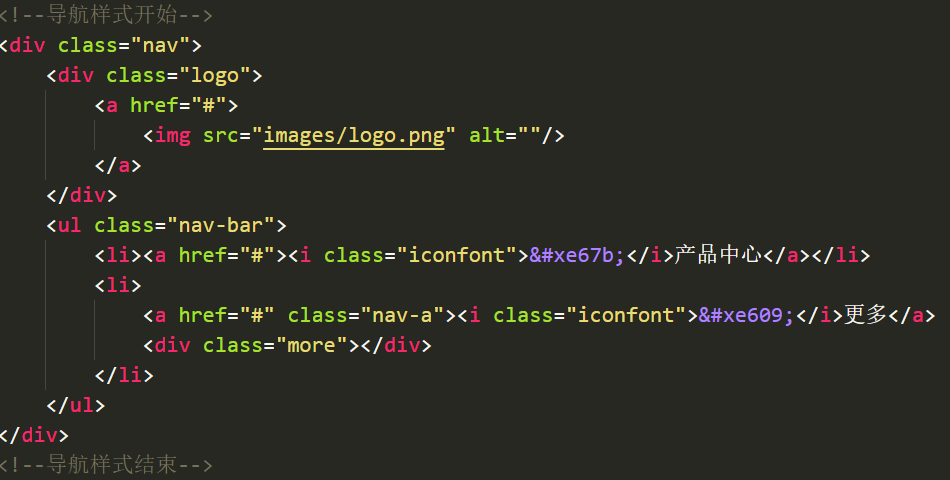 <!--导航样式开始-->
<div class="nav">
    <div class="logo">
        <a href="#">
            <img src="images/logo.png" alt=""/>
        </a>
    </div>
    <ul class="nav-bar">
        <li><a href="#"><i class="iconfont">&#xe67b;</i>产品中心</a></li>
        <li>
            <a href="#" class="nav-a"><i class="iconfont">&#xe609;</i>更多</a>
            <div class="more"></div>
        </li>
    </ul>
</div>
<!--导航样式结束-->